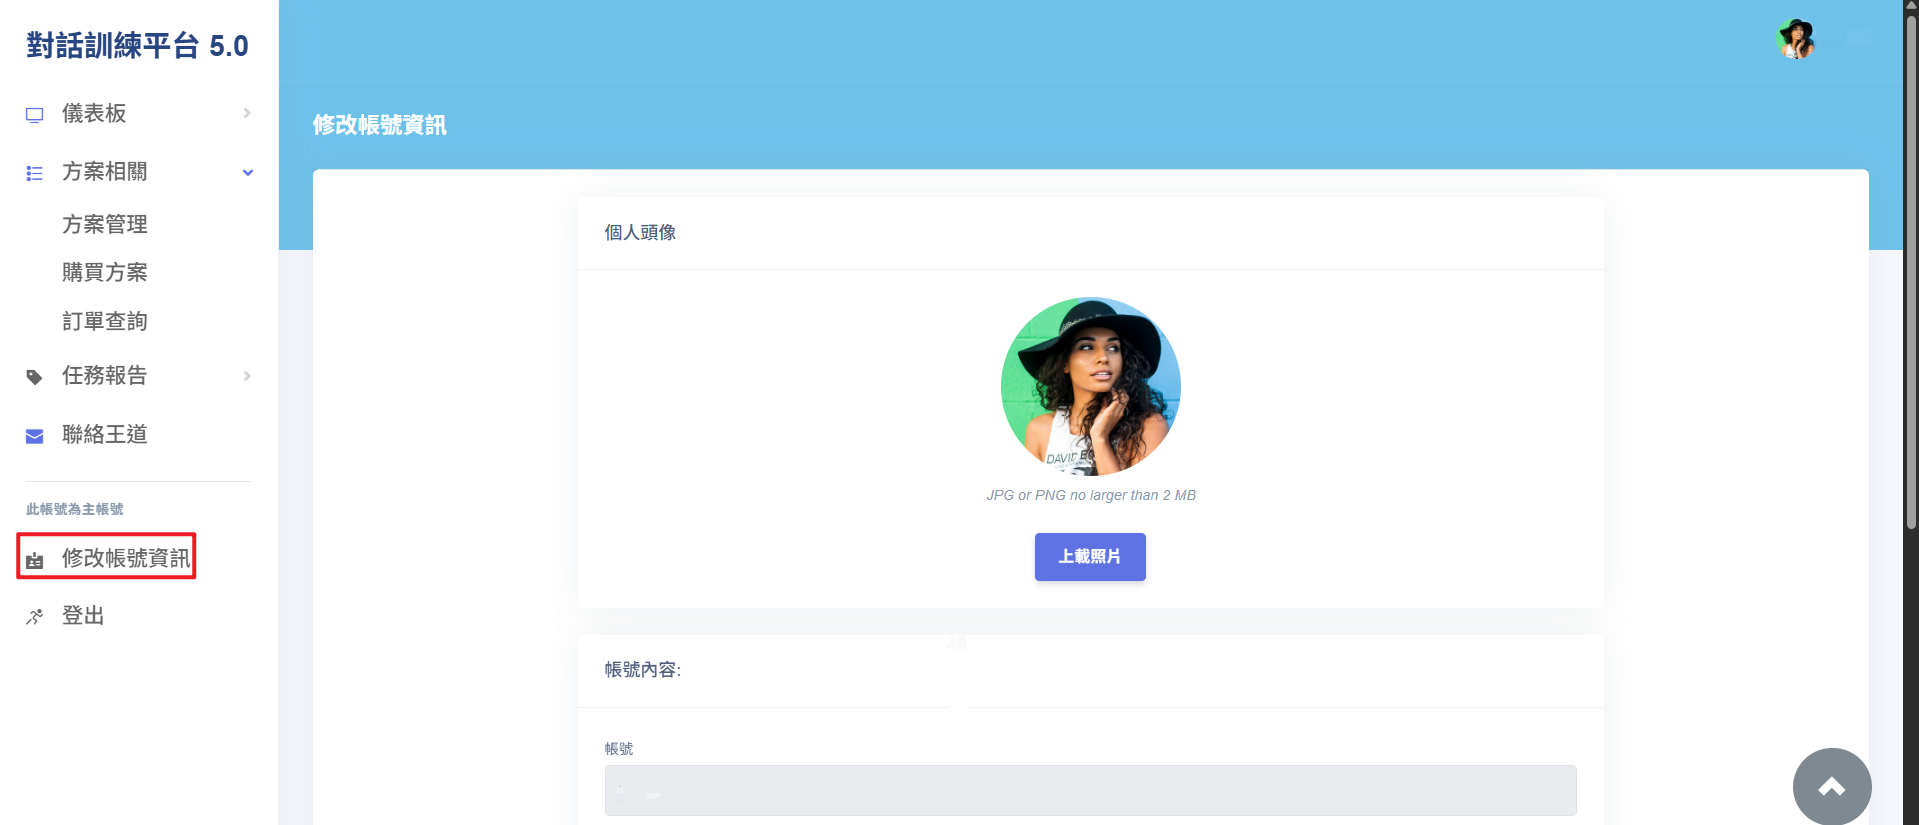 對話訓練平台 5.0
儀表板
方案相關
方案管理
購買方案
訂單查詢
任務報告
聯絡王道
此帳號為主帳號
修改帳號資訊
登出
修改帳號資訊
個人頭像
DAVID
JPG or PNG no larger than 2 MB
上載照片
帳號內容:
帳號